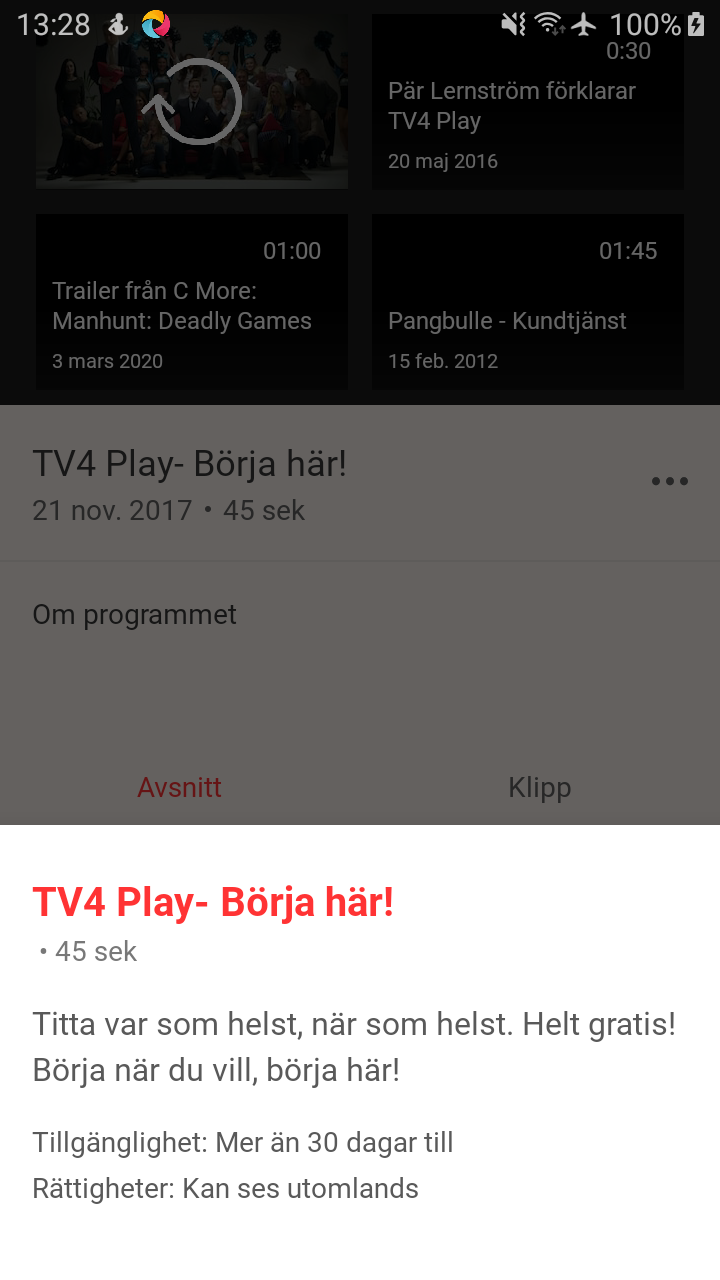 13:28
100%
0:30
Pär Lernström förklarar
TV4 Play
20 maj 2016
01:00
Trailer från C More:
Manhunt: Deadly Games
3 mars 2020
01:45
Pangbulle - Kundtjänst
15 feb. 2012
TV4 Play- Börja här!
21 nov. 2017 • 45 sek
Om programmet
Avsnitt
Klipp
TV4 Play- Börja här!
• 45 sek
Titta var som helst, när som helst. Helt gratis!
Börja när du vill, börja här!
Tillgänglighet: Mer än 30 dagar till
Rättigheter: Kan ses utomlands